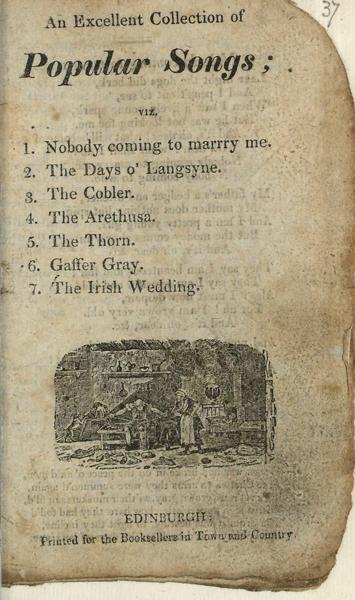 37
An Excellent Collection of
Popular Songs;
viz.
1. Nobody coming to marrry me.
2. The Days o' Langsyne.
3. The Cobler.
4. The Arethusa.
5. The Thorn.
6. Gaffer Gray.
7. The Irish Wedding.
EDINBURGH:
Printed for the Booksellers in Town and Country.